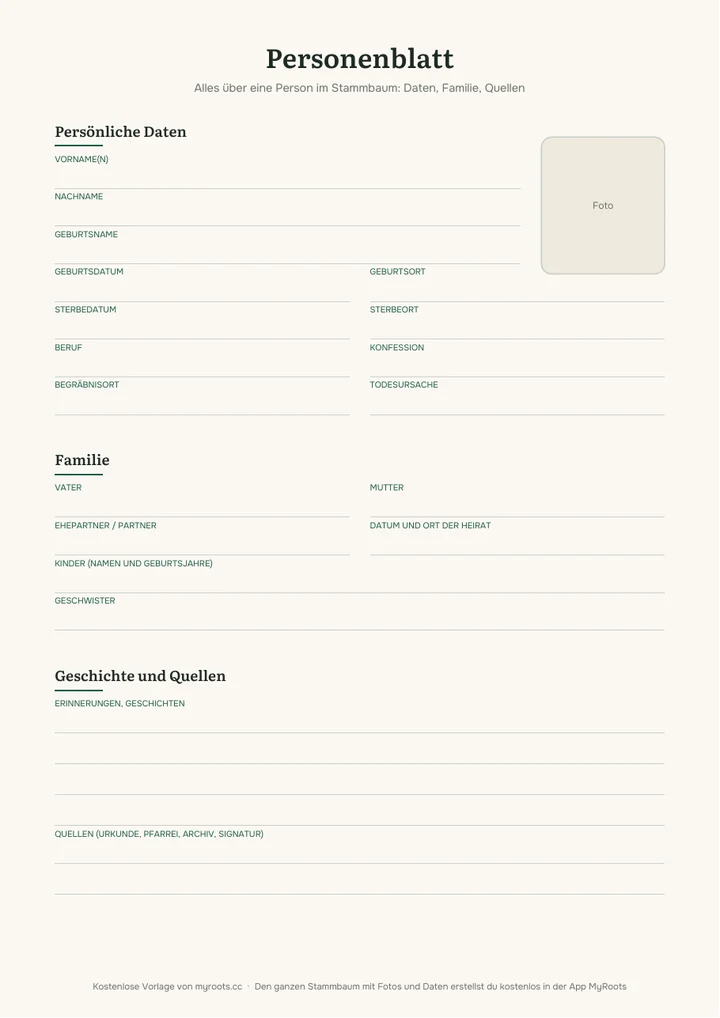 Personenblatt
Alles über eine Person im Stammbaum: Daten, Familie, Quellen
Persönliche Daten
VORNAME(N)
Foto
NACHNAME
GEBURTSNAME
GEBURTSDATUM GEBURTSORT
STERBEDATUM STERBEORT
BERUF KONFESSION
BEGRÄBNISORT TODESURSACHE
Familie
VATER MUTTER
EHEPARTNER / PARTNER DATUM UND ORT DER HEIRAT
KINDER (NAMEN UND GEBURTSJAHRE)
GESCHWISTER
Geschichte und Quellen
ERINNERUNGEN, GESCHICHTEN
QUELLEN (URKUNDE, PFARREI, ARCHIV, SIGNATUR)
Kostenlose Vorlage von myroots.cc · Den ganzen Stammbaum mit Fotos und Daten erstellst du kostenlos in der App MyRoots